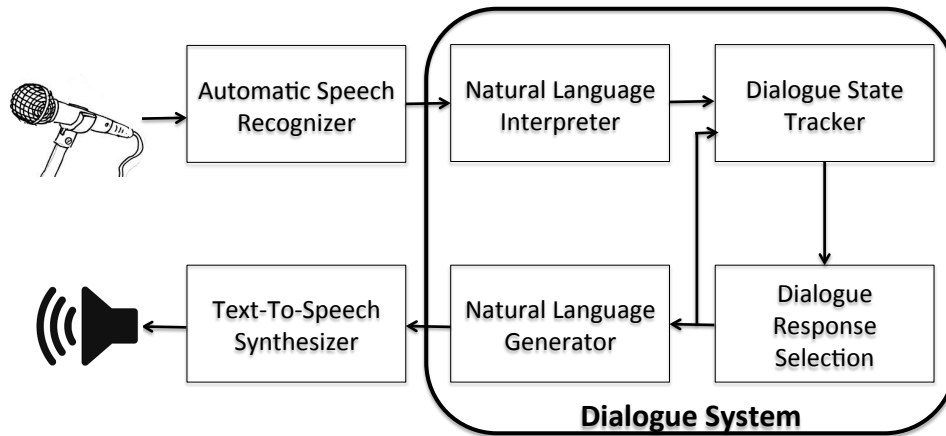 Automatic Speech
Recognizer
Natural Language
Interpreter
Dialogue State
Tracker
Text-To-Speech
Synthesizer
Natural Language
Generator
Dialogue
Response
Selection
Dialogue System